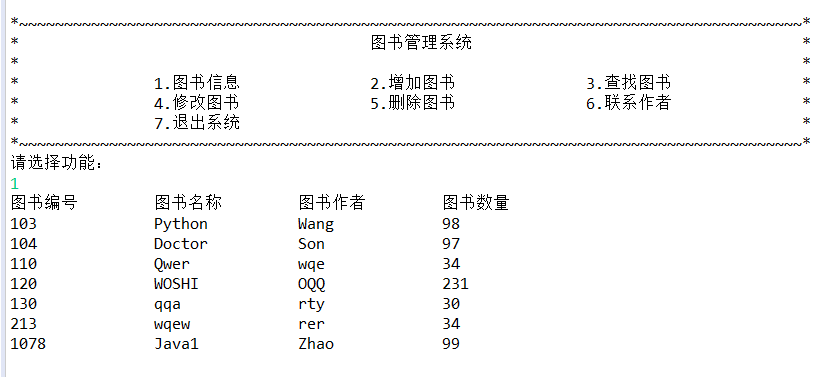 *~~~~~~~~~~~~~~~~~~~~~~~~~~~~~~~~~~~~~~~~~~~~~~~~~~~~~~~~~~~~~~~~~~~~~~~~~~~~~~~~~~~~~~~*
* 图书管理系统 *
* *
* 1.图书信息 2.增加图书 3.查找图书 *
* 4.修改图书 5.删除图书 6.联系作者 *
* 7.退出系统 *
*~~~~~~~~~~~~~~~~~~~~~~~~~~~~~~~~~~~~~~~~~~~~~~~~~~~~~~~~~~~~~~~~~~~~~~~~~~~~~~~~~~~~~~~*
请选择功能:
1
图书编号 图书名称 图书作者 图书数量
103 Python Wang 98
104 Doctor Son 97
110 Qwer wqe 34
120 WOSHI OQQ 231
130 qqa rty 30
213 wqew rer 34
1078 Java1 Zhao 99